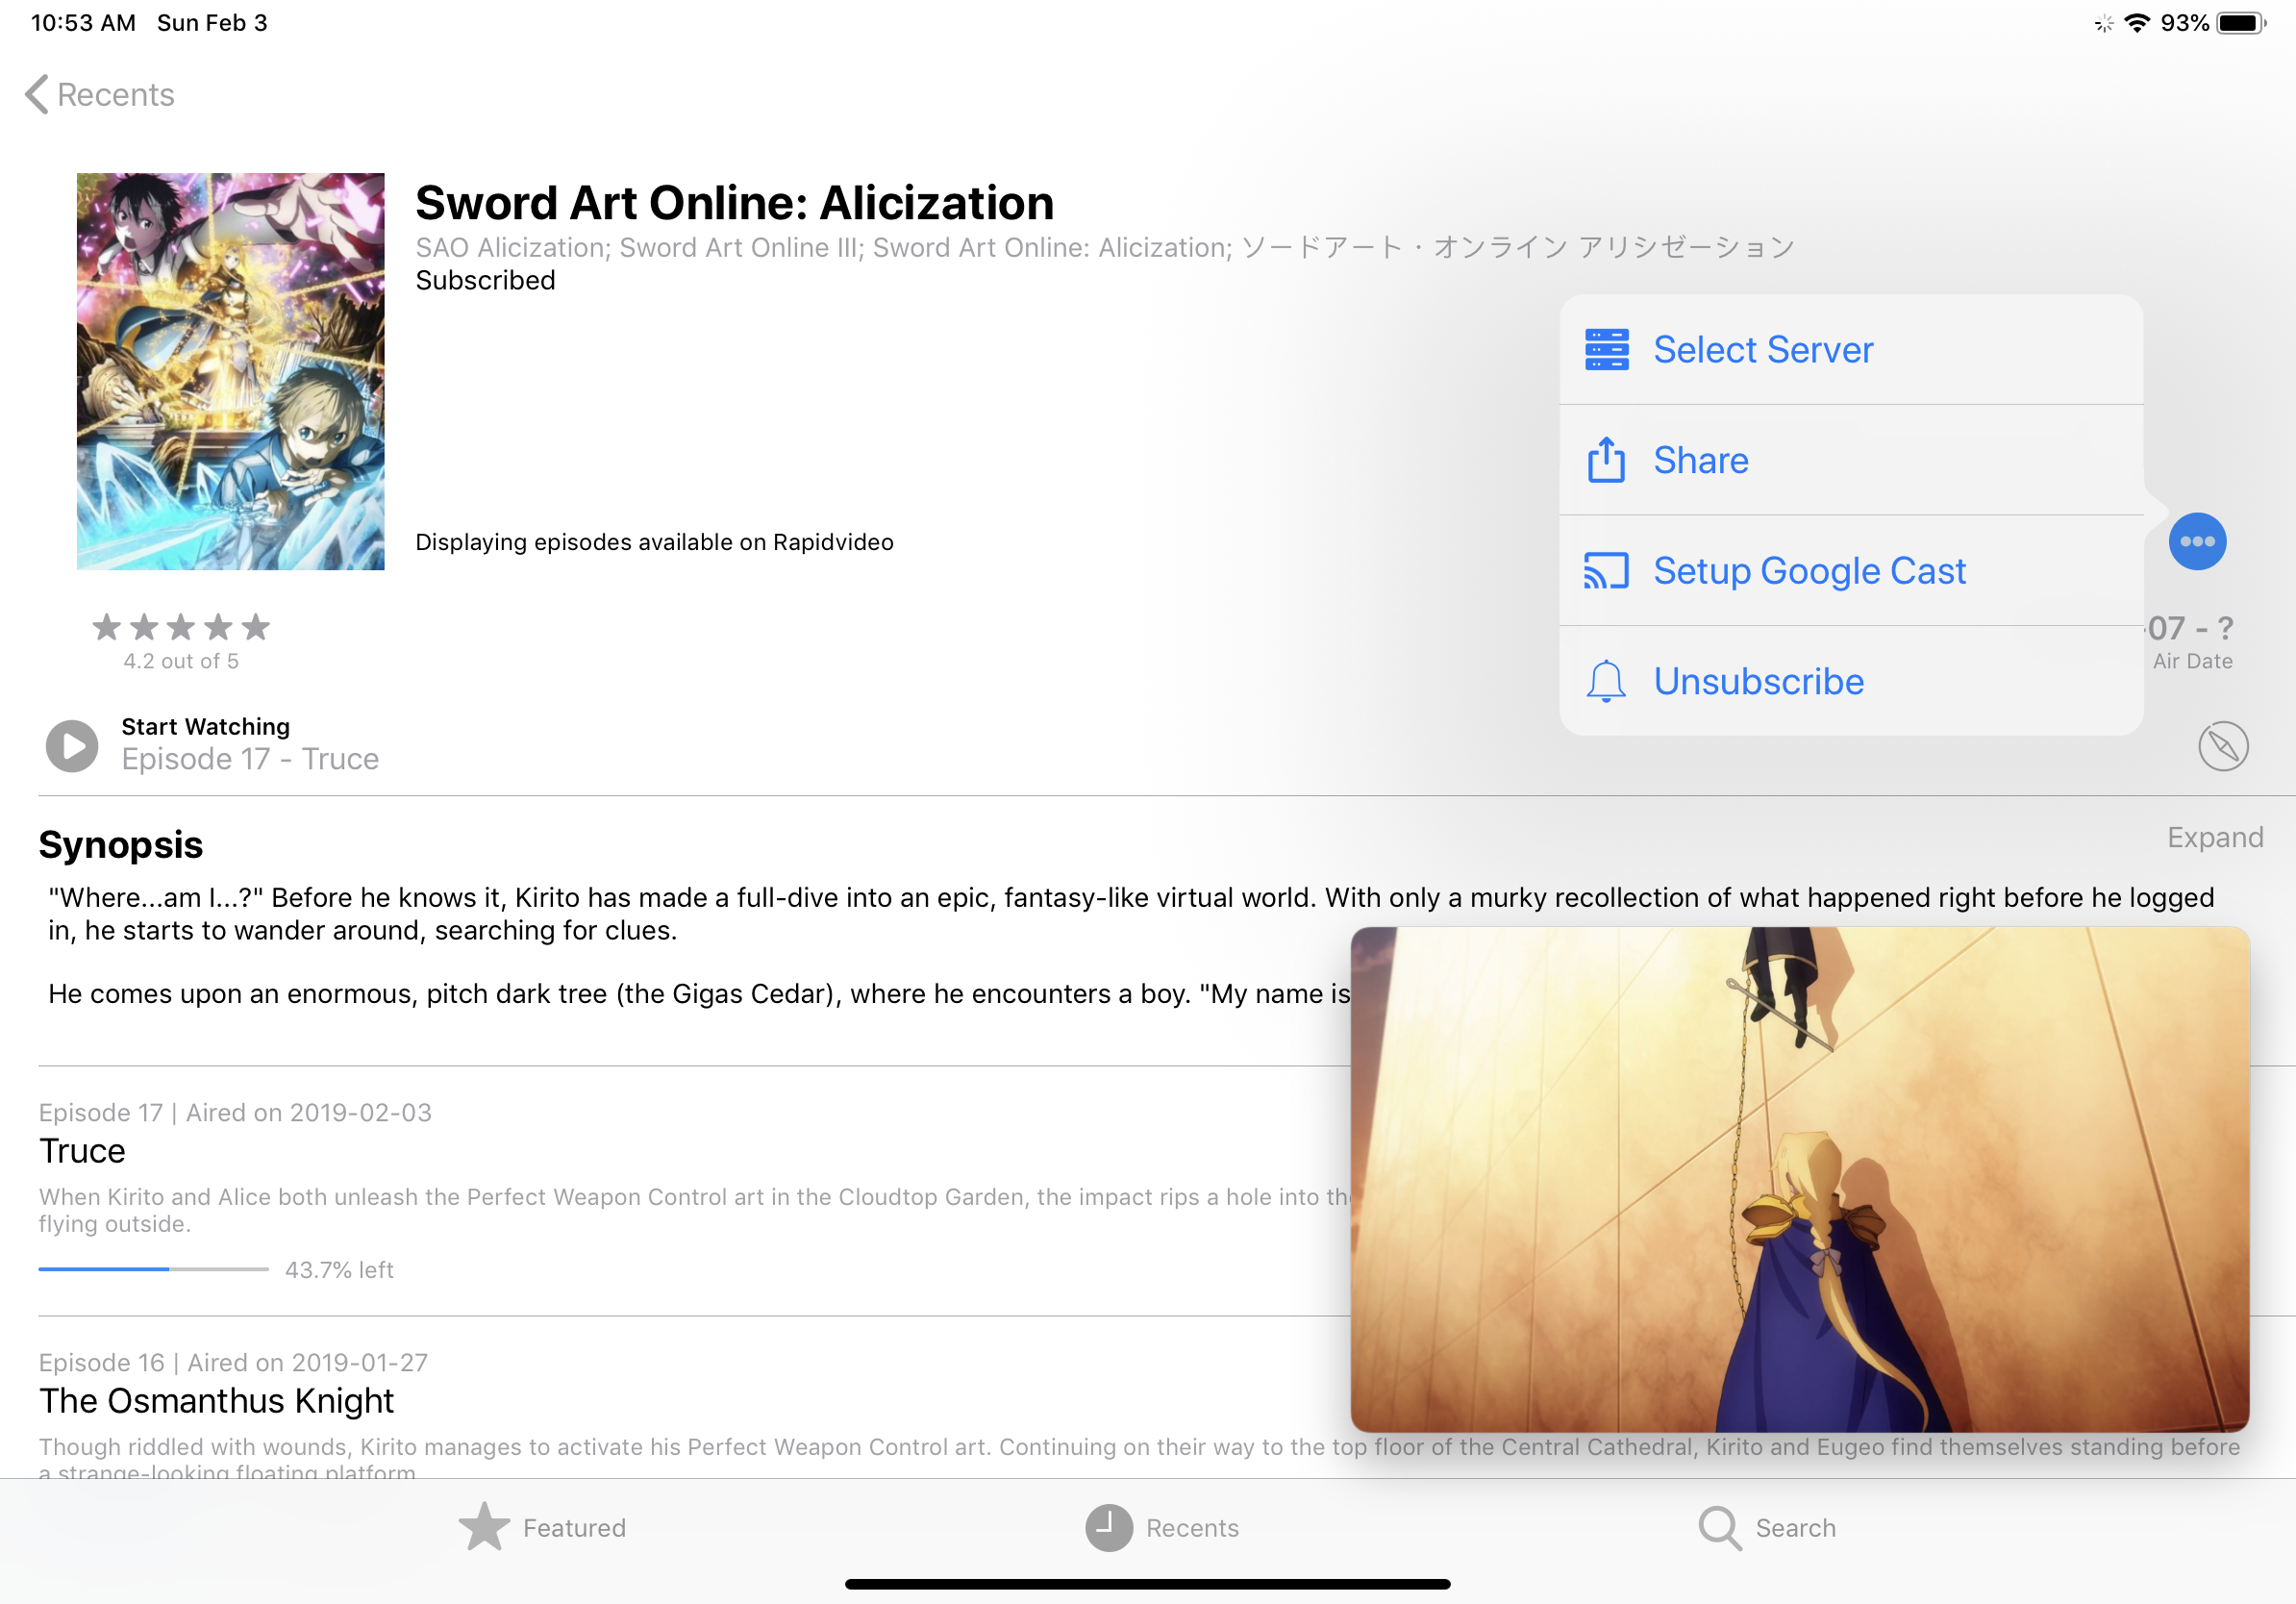 10:53 AM Sun Feb 3
93%
Recents
Sword Art Online: Alicization
SAO Alicization; Sword Art Online III; Sword Art Online: Alicization; ソードアート・オンライン アリシゼーション
Subscribed
Select Server
Share
Setup Google Cast
Unsubscribe
Displaying episodes available on Rapidvideo
4.2 out of 5
07 - ?
Air Date
Start Watching
Episode 17 - Truce
Synopsis
Expand
"Where...am I...?" Before he knows it, Kirito has made a full-dive into an epic, fantasy-like virtual world. With only a murky recollection of what happened right before he logged
in, he starts to wander around, searching for clues.
He comes upon an enormous, pitch dark tree (the Gigas Cedar), where he encounters a boy. "My name is
Episode 17 | Aired on 2019-02-03
Truce
When Kirito and Alice both unleash the Perfect Weapon Control art in the Cloudtop Garden, the impact rips a hole into
flying outside.
43.7% left
Episode 16 | Aired on 2019-01-27
The Osmanthus Knight
Though riddled with wounds, Kirito manages to activate his Perfect Weapon Control art. Continuing on their way to the top floor of the Central Cathedral, Kirito and Eugeo find themselves standing before
a strange-looking floating platform
Featured
Recents
Search